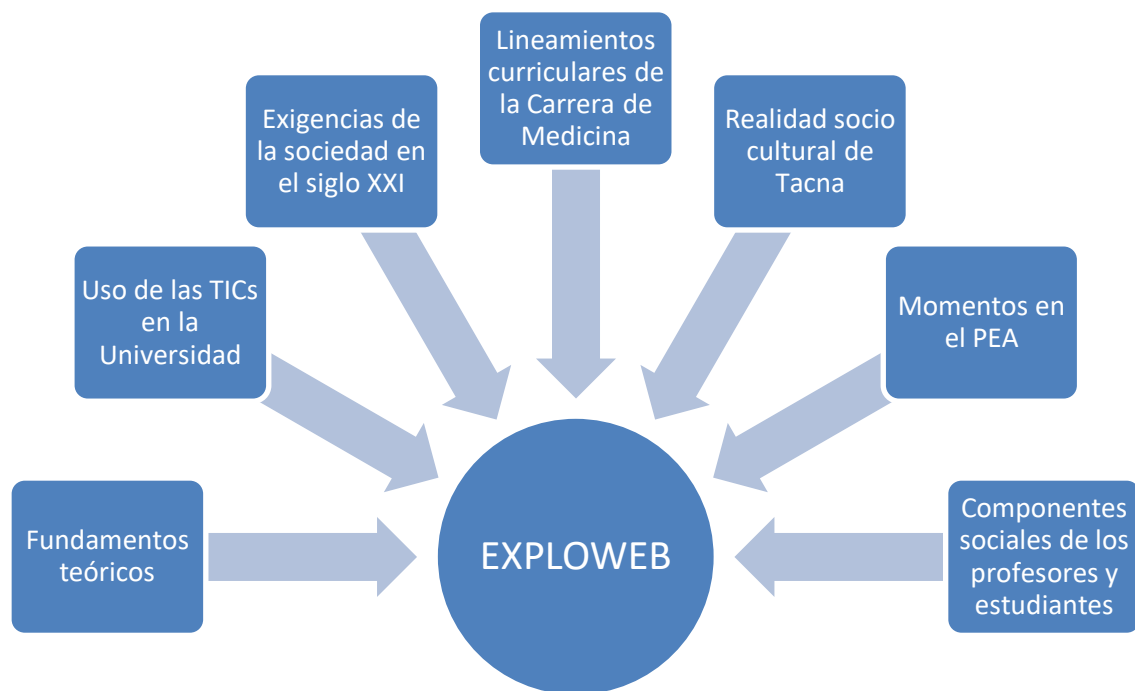 Lineamientos
curriculares de
la Carrera de
Medicina
Exigencias de
la sociedad en
el siglo XXI
Realidad socio
cultural de
Tacna
Uso de las TICs
en la
Universidad
Momentos en
el PEA
Fundamentos
teóricos
EXPLOWEB
Componentes
sociales de los
profesores y
estudiantes